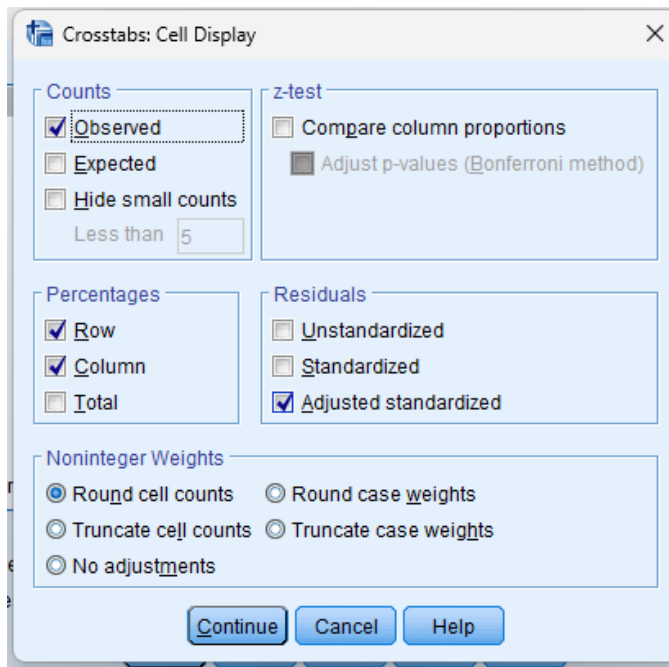 Crosstabs: Cell Display
Counts
Observed
Expected
Hide small counts
Less than 5
z-test
Compare column proportions
Adjust p-values (Bonferroni method)
Percentages
Row
Column
Total
Residuals
Unstandardized
Standardized
Adjusted standardized
Noninteger Weights
Round cell counts Round case weights
Truncate cell counts Truncate case weights
No adjustments
Continue Cancel Help